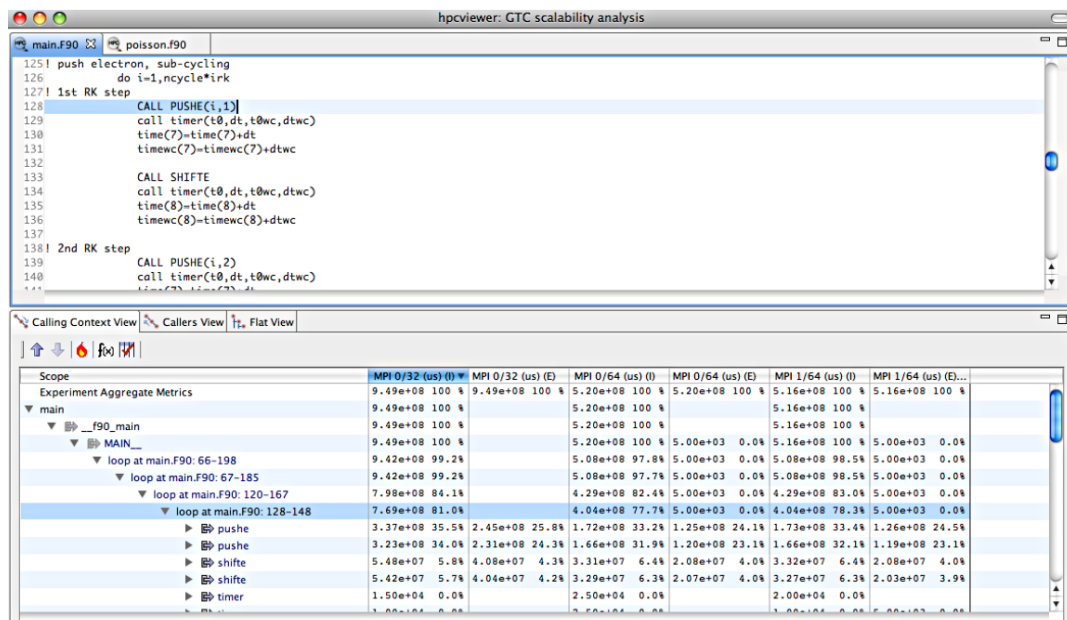 hpcviewer: GTC scalability analysis
main.F90 poisson.f90
125! push electron, sub-cycling
126 do i=1,ncycle*irk
127! 1st RK step
128 CALL PUSHE(i,1)
129 call timer(t0,dt,t0wc,dtwc)
130 time(7)=time(7)+dt
131 timewc(7)=timewc(7)+dtwc
132
133 CALL SHIFTE
134 call timer(t0,dt,t0wc,dtwc)
135 time(8)=time(8)+dt
136 timewc(8)=timewc(8)+dtwc
137
138! 2nd RK step
139 CALL PUSHE(i,2)
140 call timer(t0,dt,t0wc,dtwc)
Calling Context View Callers View Flat View
f(x)
Scope MPI 0/32 (us) (I) MPI 0/32 (us) (E) MPI 0/64 (us) (I) MPI 0/64 (us) (E) MPI 1/64 (us) (I) MPI 1/64 (us) (E)...
Experiment Aggregate Metrics 9.49e+08 100 % 9.49e+08 100 % 5.20e+08 100 % 5.20e+08 100 % 5.16e+08 100 % 5.16e+08 100 %
main 9.49e+08 100 % 5.20e+08 100 % 5.16e+08 100 %
__f90_main 9.49e+08 100 % 5.20e+08 100 % 5.16e+08 100 %
MAIN__ 9.49e+08 100 % 5.20e+08 100 % 5.00e+03 0.0% 5.16e+08 100 % 5.00e+03 0.0%
loop at main.F90: 66-198 9.42e+08 99.2% 5.08e+08 97.8% 5.00e+03 0.0% 5.08e+08 98.5% 5.00e+03 0.0%
loop at main.F90: 67-185 9.42e+08 99.2% 5.08e+08 97.7% 5.00e+03 0.0% 5.08e+08 98.5% 5.00e+03 0.0%
loop at main.F90: 120-167 7.98e+08 84.1% 4.29e+08 82.4% 5.00e+03 0.0% 4.29e+08 83.0% 5.00e+03 0.0%
loop at main.F90: 128-148 7.69e+08 81.0% 4.04e+08 77.7% 5.00e+03 0.0% 4.04e+08 78.3% 5.00e+03 0.0%
pushe 3.37e+08 35.5% 2.45e+08 25.8% 1.72e+08 33.2% 1.25e+08 24.1% 1.73e+08 33.4% 1.26e+08 24.5%
pushe 3.23e+08 34.0% 2.31e+08 24.3% 1.66e+08 31.9% 1.20e+08 23.1% 1.66e+08 32.1% 1.19e+08 23.1%
shifte 5.48e+07 5.8% 4.08e+07 4.3% 3.31e+07 6.4% 2.08e+07 4.0% 3.32e+07 6.4% 2.08e+07 4.0%
shifte 5.42e+07 5.7% 4.04e+07 4.2% 3.29e+07 6.3% 2.07e+07 4.0% 3.27e+07 6.3% 2.03e+07 3.9%
timer 1.50e+04 0.0% 2.50e+04 0.0% 2.00e+04 0.0%